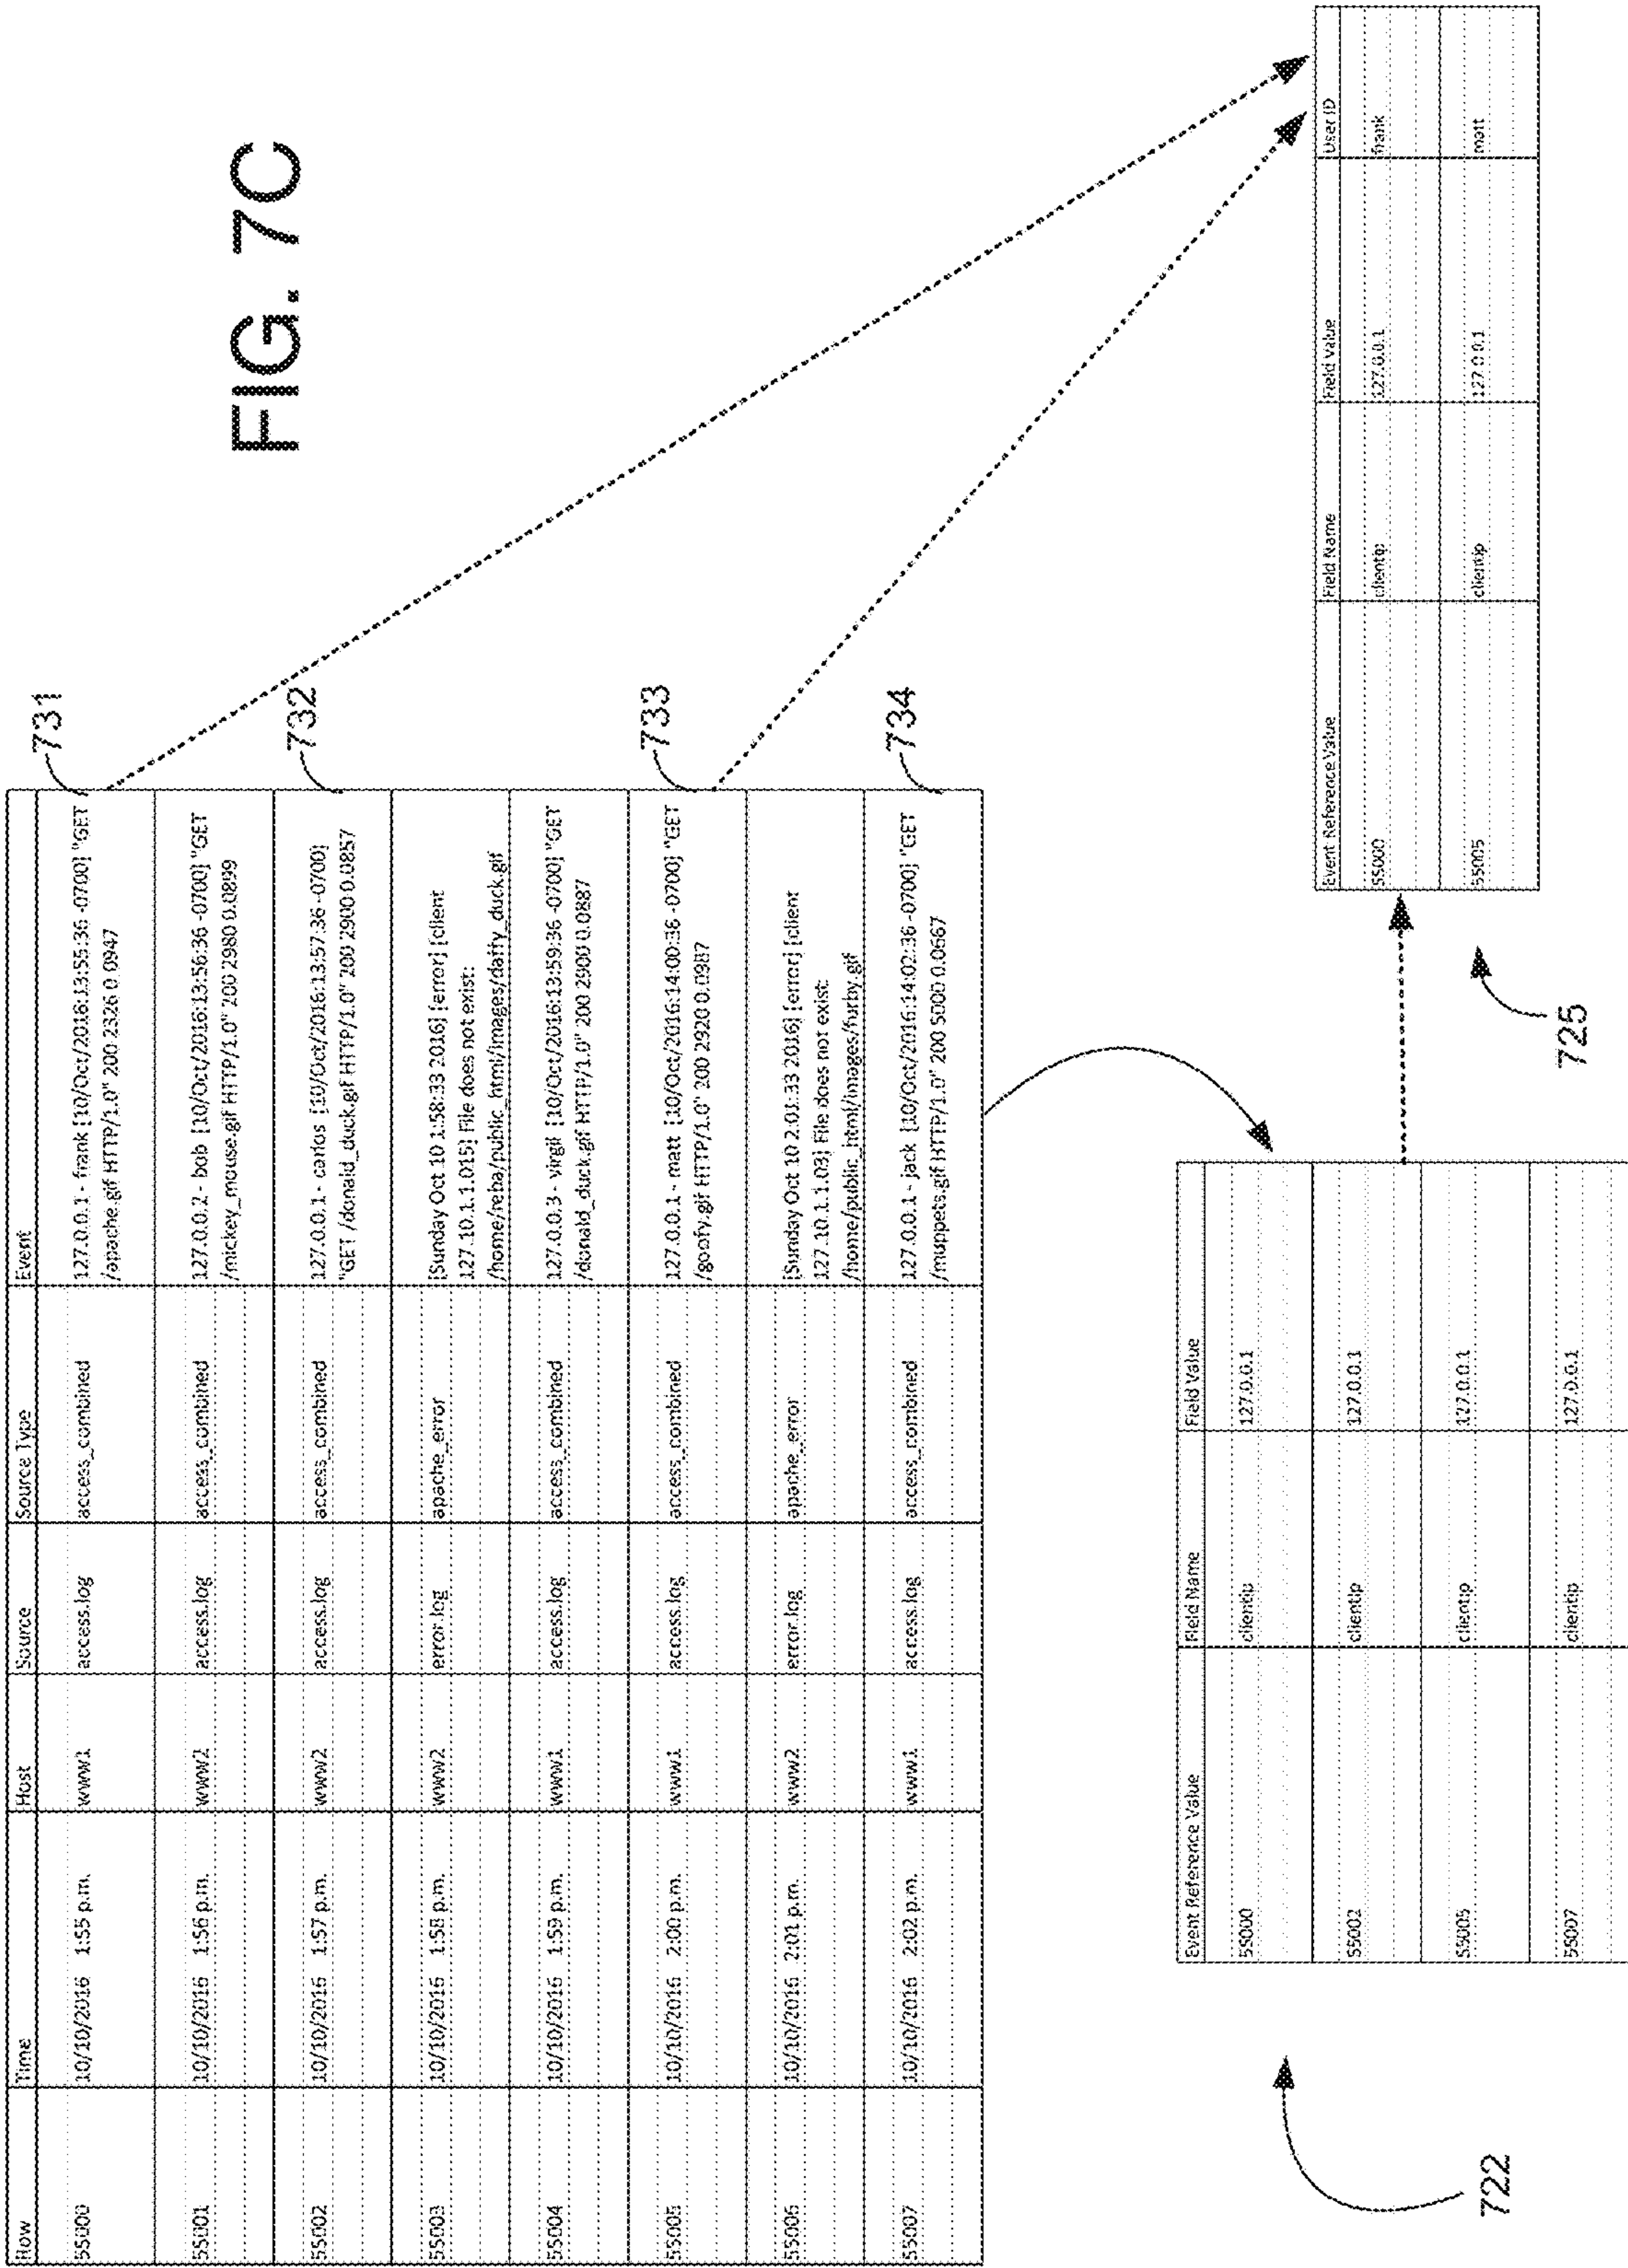 FIG. 7C
Row Time Host Source Source Type Event
55000 10/10/2016 1:55 p.m. www1 access.log access_combined 127.0.0.1 - frank [10/Oct/2016:13:55:36 -0700] "GET
/apache.gif HTTP/1.0" 200 2326 0.0947
731
55001 10/10/2016 1:56 p.m. www2 access.log access_combined 127.0.0.2 - bob [10/Oct/2016:13:56:36 -0700] "GET
/mickey_mouse.gif HTTP/1.0" 200 2980 0.0899
55002 10/10/2016 1:57 p.m. www2 access.log access_combined 127.0.0.1 - carlos [10/Oct/2016:13:57:36 -0700]
"GET /donald_duck.gif HTTP/1.0" 200 2900 0.0857
732
55003 10/10/2016 1:58 p.m. www2 error.log apache_error [Sunday Oct 10 1:58:33 2016] [error] [client
127.10.1.1.015] File does not exist:
/home/reba/public_html/images/daffy_duck.gif
55004 10/10/2016 1:59 p.m. www1 access.log access_combined 127.0.0.3 - virgil [10/Oct/2016:13:59:36 -0700] "GET
/donald_duck.gif HTTP/1.0" 200 2900 0.0887
55005 10/10/2016 2:00 p.m. www1 access.log access_combined 127.0.0.1 - matt [10/Oct/2016:14:00:36 -0700] "GET
/goofy.gif HTTP/1.0" 200 2920 0.0987
733
55006 10/10/2016 2:01 p.m. www2 error.log apache_error [Sunday Oct 10 2:01:33 2016] [error] [client
127.10.1.1.03] File does not exist:
/home/public_html/images/furby.gif
55007 10/10/2016 2:02 p.m. www1 access.log access_combined 127.0.0.1 - jack [10/Oct/2016:14:02:36 -0700] "GET
/muppets.gif HTTP/1.0" 200 5000 0.0667
734
722
Event Reference Value Field Name Field Value
55000 clientip 127.0.0.1
55002 clientip 127.0.0.1
55005 clientip 127.0.0.1
55007 clientip 127.0.0.1
725
Event Reference Value Field Name Field Value User ID
55000 clientip 127.0.0.1 frank
55005 clientip 127.0.0.1 matt